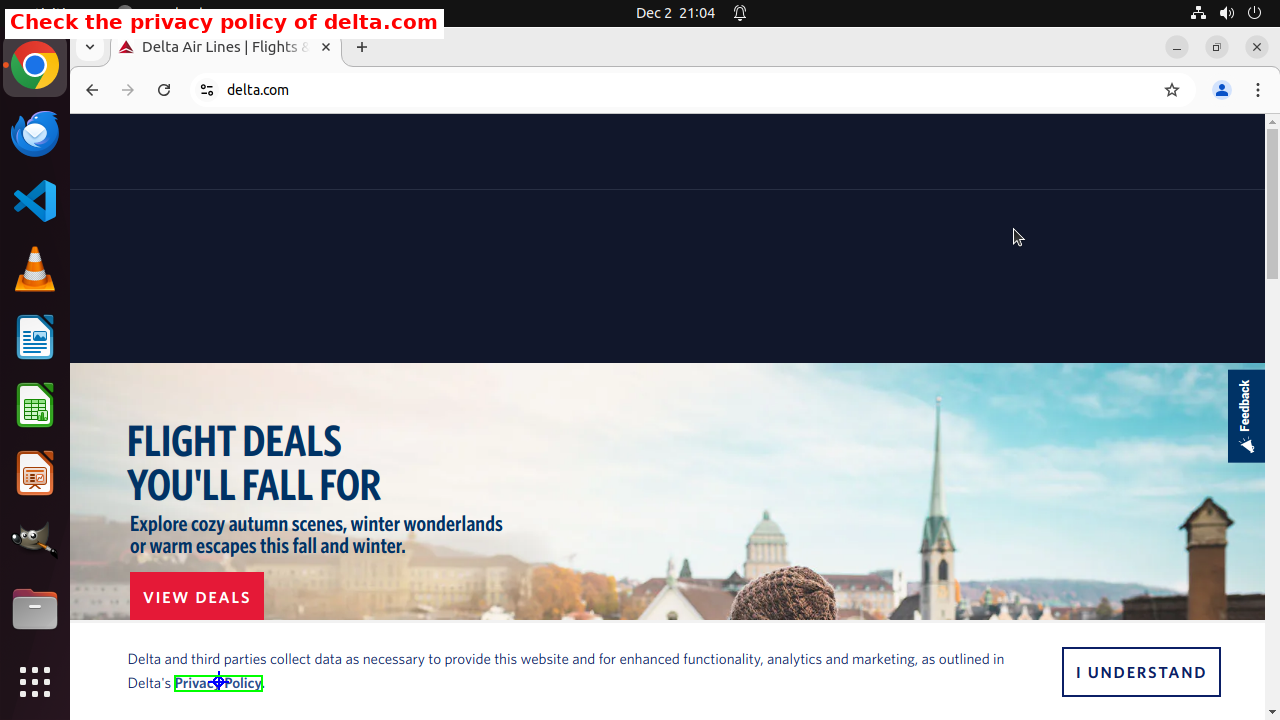 Dec 2 21:04
Check the privacy policy of delta.com
Delta Air Lines | Flights &
delta.com
Feedback
FLIGHT DEALS
YOU'LL FALL FOR
Explore cozy autumn scenes, winter wonderlands
or warm escapes this fall and winter.
VIEW DEALS
Delta and third parties collect data as necessary to provide this website and for enhanced functionality, analytics and marketing, as outlined in
Delta's Privacy Policy.
I UNDERSTAND